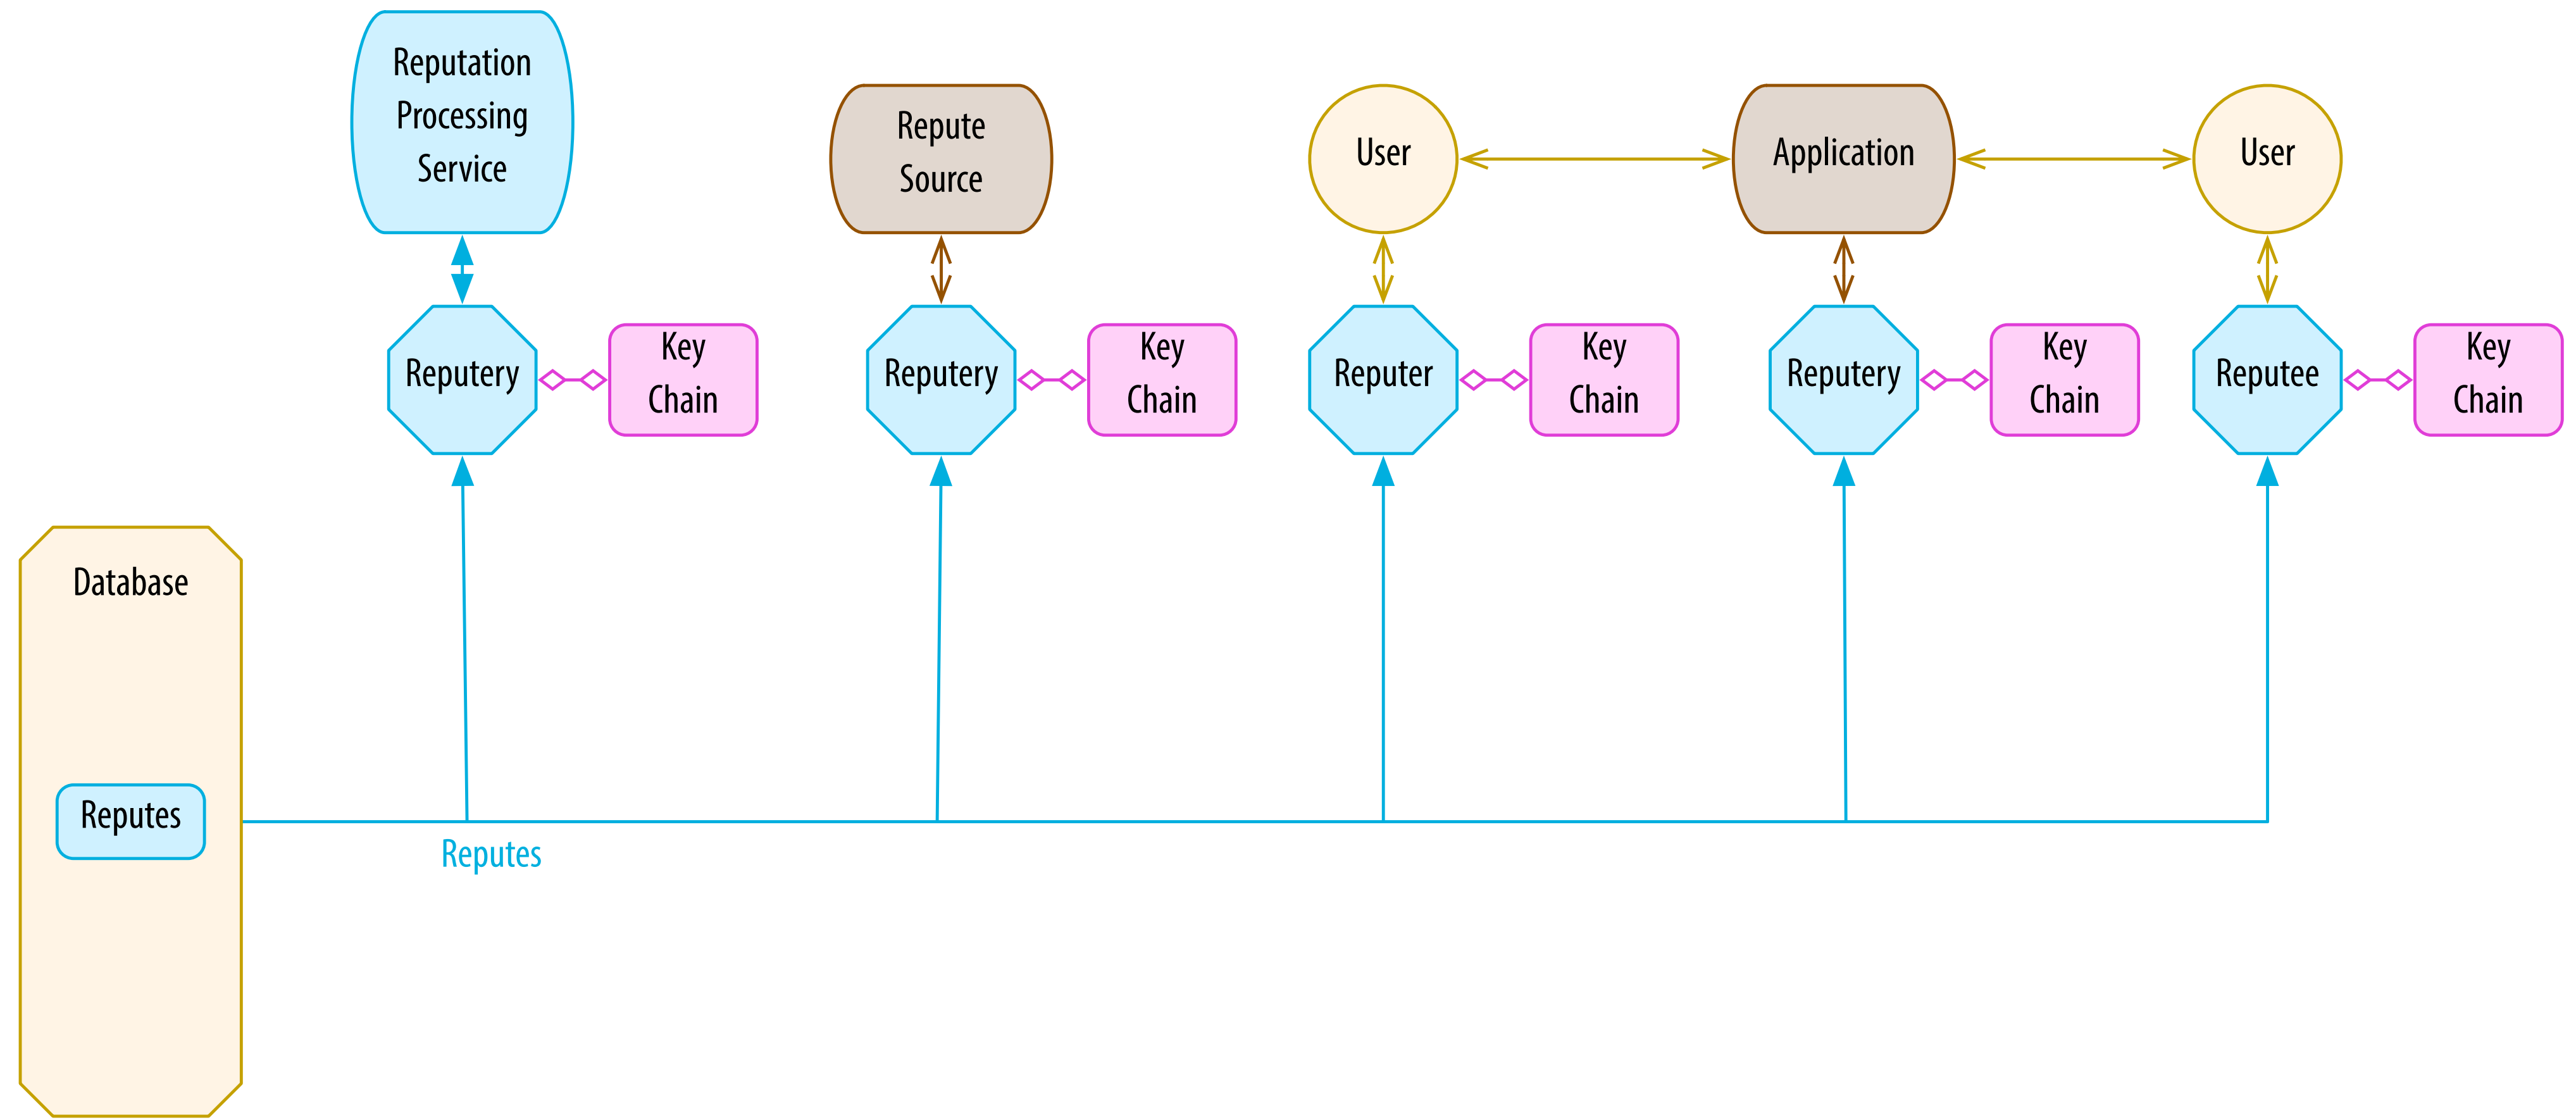 Reputation
Processing
Service
Repute
Source
User
Application
User
Reputery
Key
Chain
Reputery
Key
Chain
Reputer
Key
Chain
Reputery
Key
Chain
Reputee
Key
Chain
Database
Reputes
Reputes